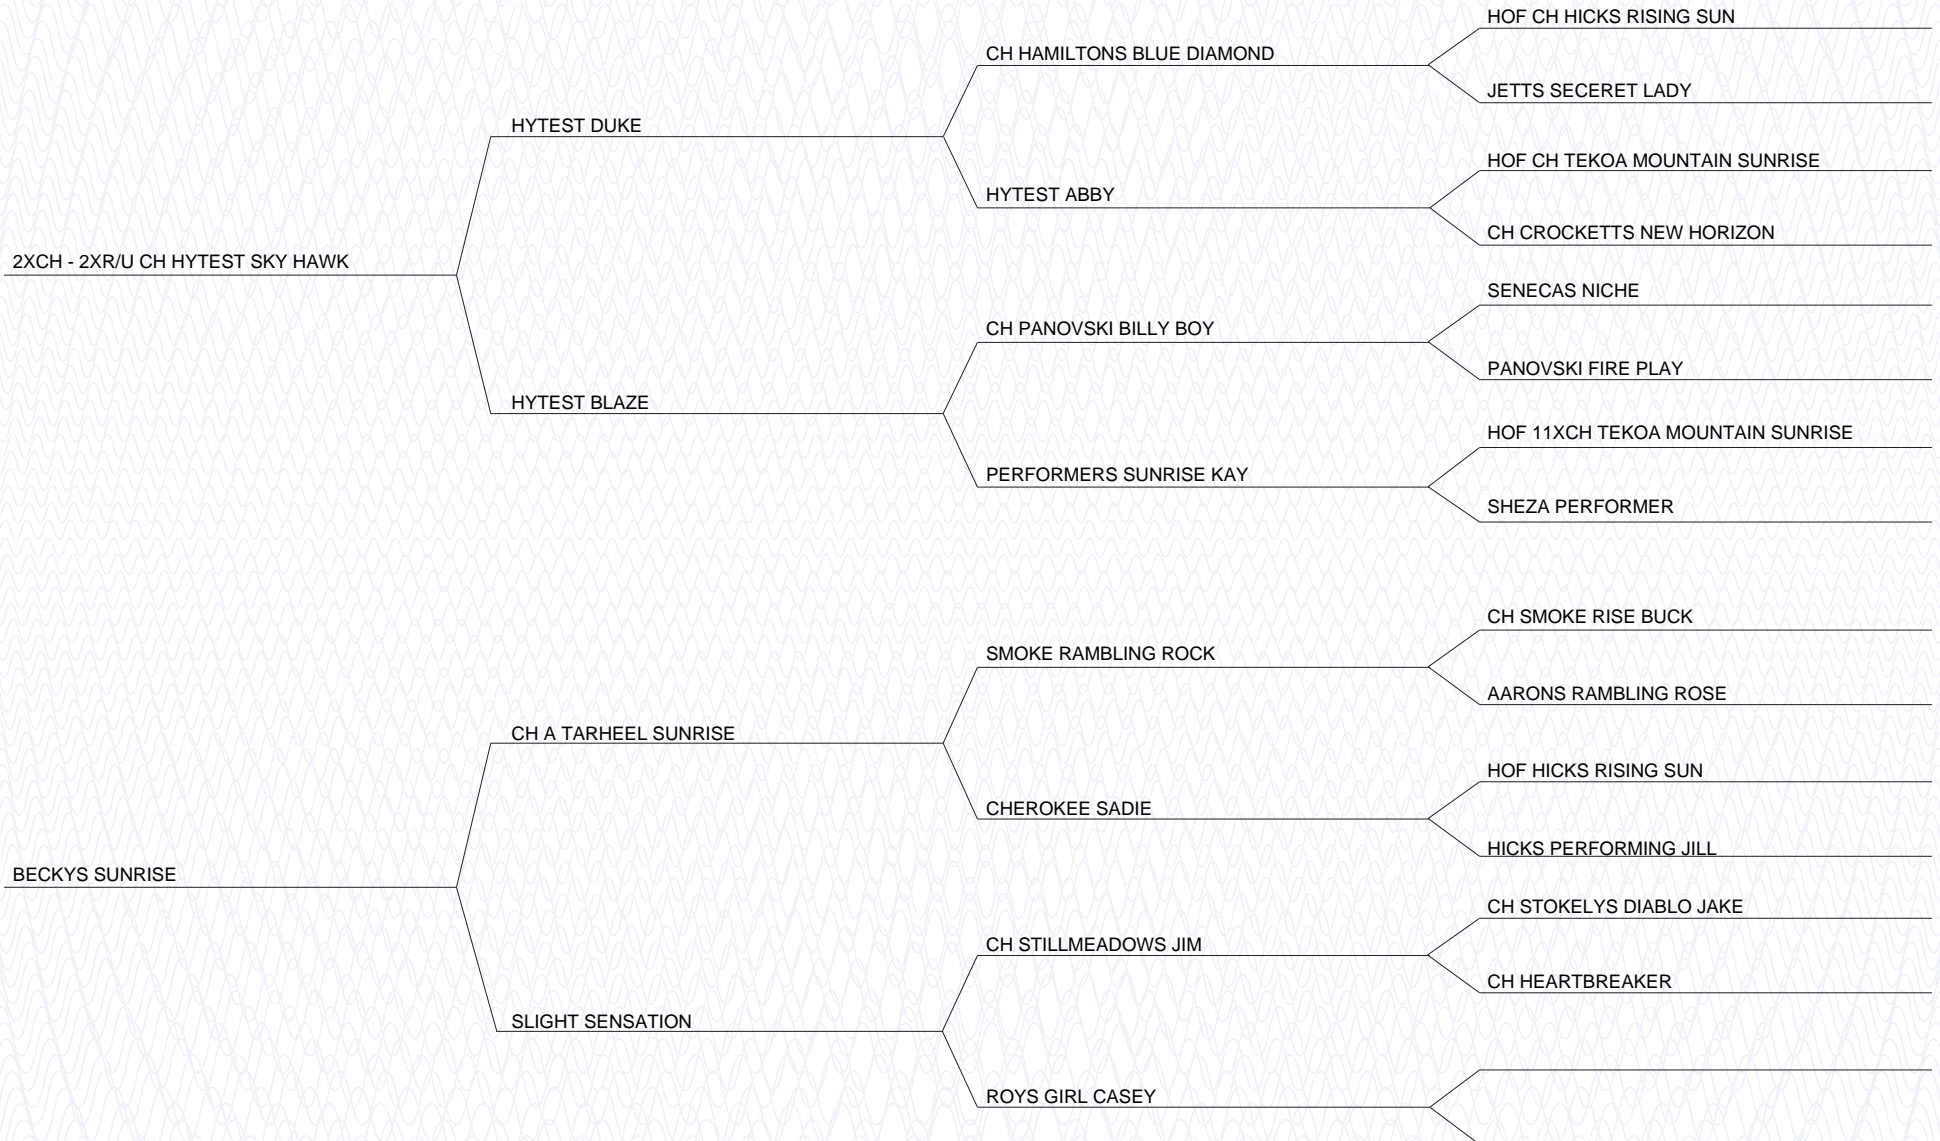 HOF CH HICKS RISING SUN
CH HAMILTONS BLUE DIAMOND
JETTS SECERET LADY
HYTEST DUKE
HOF CH TEKOA MOUNTAIN SUNRISE
HYTEST ABBY
CH CROCKETTS NEW HORIZON
2XCH - 2XR/U CH HYTEST SKY HAWK
SENECAS NICHE
CH PANOVSKI BILLY BOY
PANOVSKI FIRE PLAY
HYTEST BLAZE
HOF 11XCH TEKOA MOUNTAIN SUNRISE
PERFORMERS SUNRISE KAY
SHEZA PERFORMER
CH SMOKE RISE BUCK
SMOKE RAMBLING ROCK
AARONS RAMBLING ROSE
CH A TARHEEL SUNRISE
HOF HICKS RISING SUN
CHEROKEE SADIE
HICKS PERFORMING JILL
BECKYS SUNRISE
CH STOKELYS DIABLO JAKE
CH STILLMEADOWS JIM
CH HEARTBREAKER
SLIGHT SENSATION
ROYS GIRL CASEY